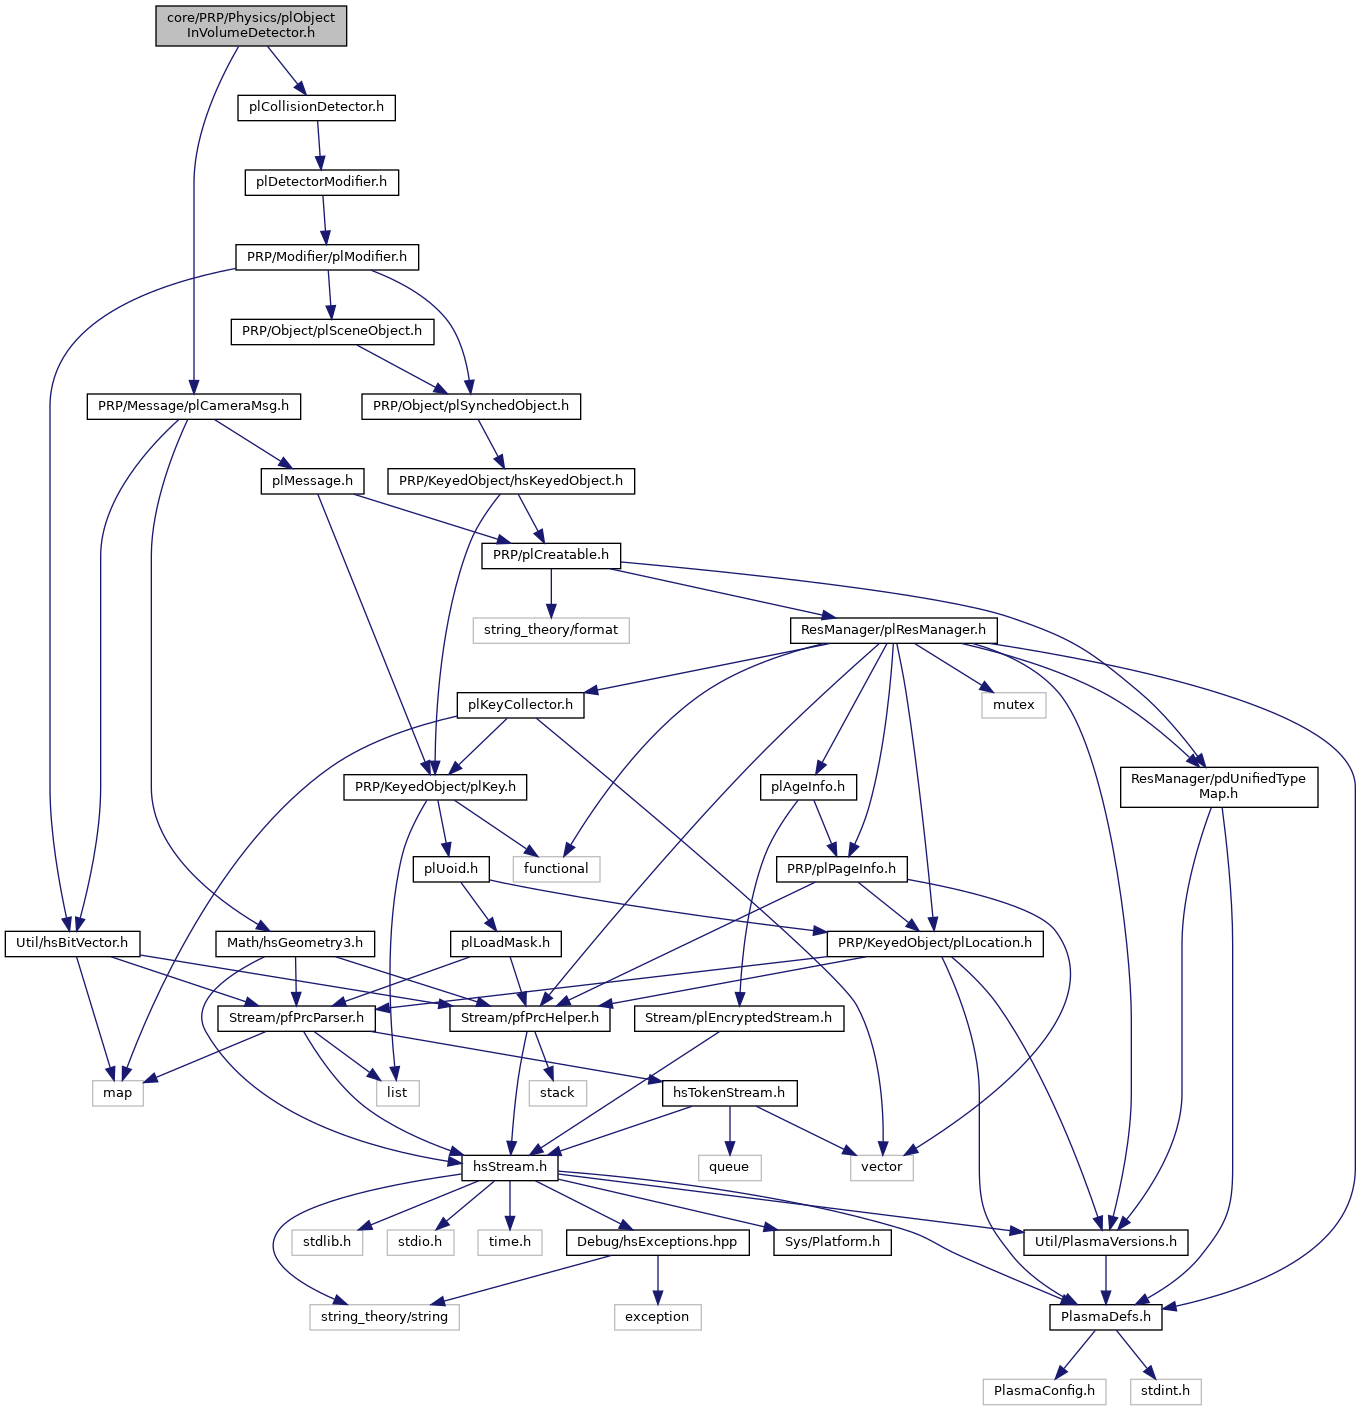 core/PRP/Physics/plObject
InVolumeDetector.h
plCollisionDetector.h
plDetectorModifier.h
PRP/Modifier/plModifier.h
PRP/Object/plSceneObject.h
PRP/Message/plCameraMsg.h
PRP/Object/plSynchedObject.h
plMessage.h
PRP/KeyedObject/hsKeyedObject.h
PRP/plCreatable.h
string_theory/format
ResManager/plResManager.h
plKeyCollector.h
mutex
PRP/KeyedObject/plKey.h
plAgeInfo.h
ResManager/pdUnifiedType
Map.h
plUoid.h
functional
PRP/plPageInfo.h
Util/hsBitVector.h
Math/hsGeometry3.h
plLoadMask.h
PRP/KeyedObject/plLocation.h
Stream/pfPrcParser.h
Stream/pfPrcHelper.h
Stream/plEncryptedStream.h
map
list
stack
hsTokenStream.h
hsStream.h
queue
vector
stdlib.h
stdio.h
time.h
Debug/hsExceptions.hpp
Sys/Platform.h
Util/PlasmaVersions.h
string_theory/string
exception
PlasmaDefs.h
PlasmaConfig.h
stdint.h